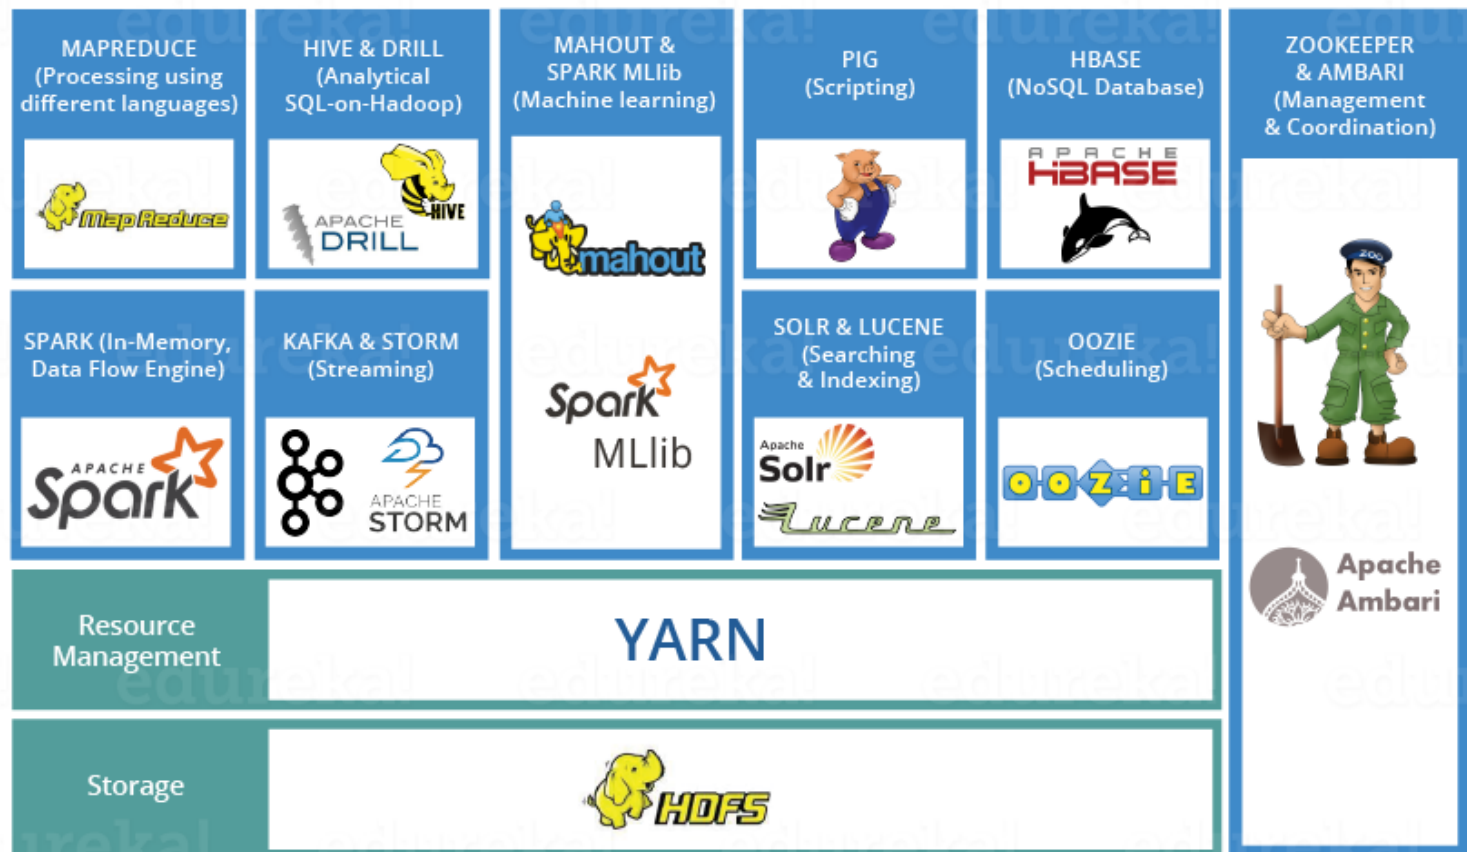 MAPREDUCE
(Processing using
different languages)
Map Reduce
HIVE & DRILL
(Analytical
SQL-on-Hadoop)
HIVE
APACHE
DRILL
MAHOUT &
SPARK MLlib
(Machine learning)
mahout
Spark
MLlib
PIG
(Scripting)
HBASE
(NoSQL Database)
APACHE
HBASE
ZOOKEEPER
& AMBARI
(Management
& Coordination)
ZOO
Apache
Ambari
SPARK (In-Memory,
Data Flow Engine)
APACHE
Spark
KAFKA & STORM
(Streaming)
APACHE
STORM
SOLR & LUCENE
(Searching
& Indexing)
Apache
Solr
Lucene
OOZIE
(Scheduling)
OOZiE
Resource
Management
YARN
Storage
HDFS
edureka!